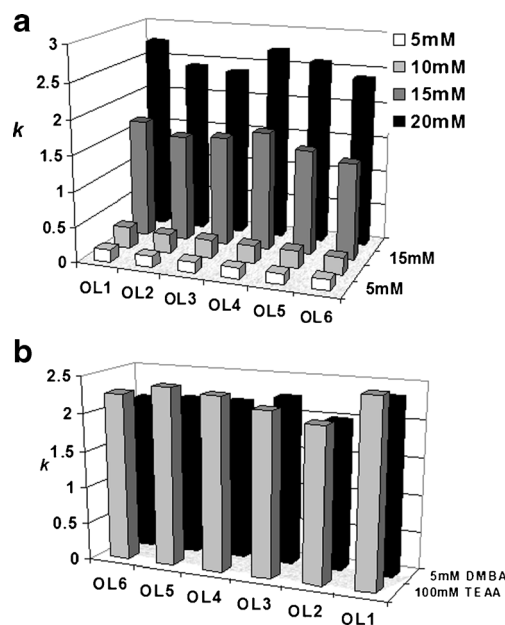 a
3
2.5
2
1.5
1
0.5
0
k
5mM
10mM
15mM
20mM
OL1 OL2 OL3 OL4 OL5 OL6
15mM
5mM
b
2.5
2
1.5
1
0.5
0
k
OL6 OL5 OL4 OL3 OL2 OL1
5mM DMBA
100mM TEAA